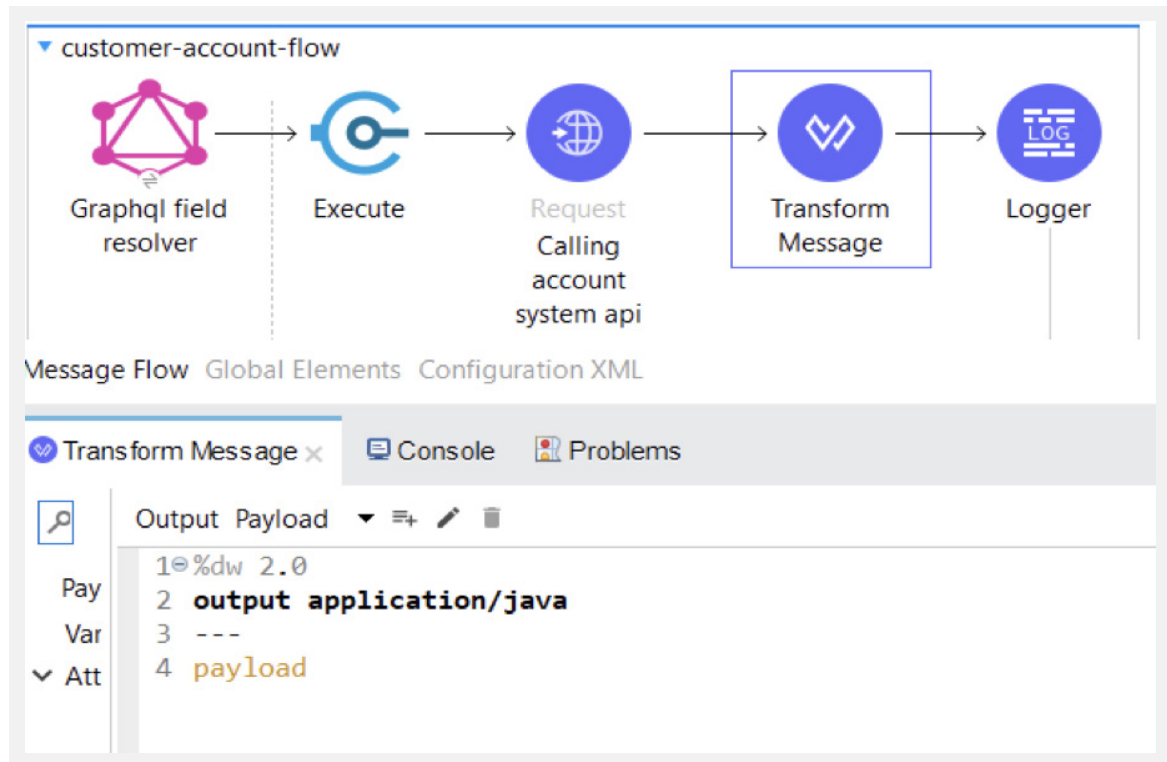 customer-account-flow
Graphql field
resolver
Execute
Request
Calling
account
system api
Transform
Message
LOG
Logger
Message Flow Global Elements Configuration XML
Transform Message Console Problems
Output Payload
Pay
Var
Att
1 %dw 2.0
2 output application/java
3 ---
4 payload